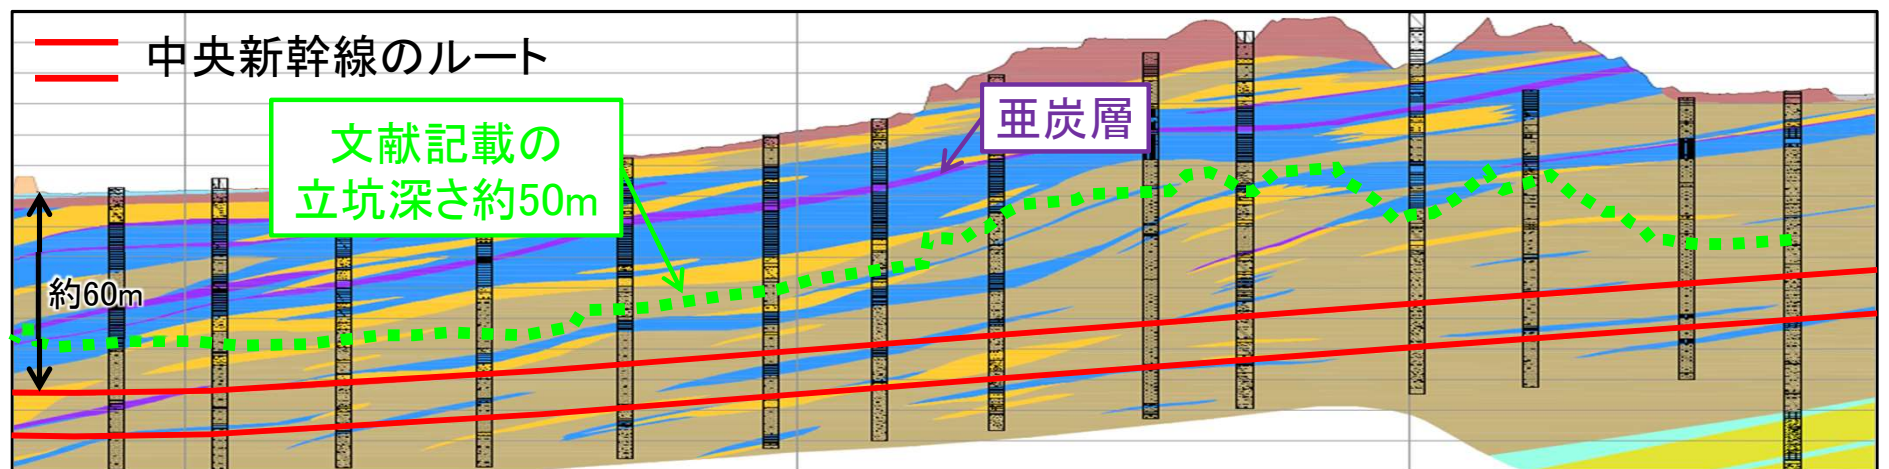 中央新幹線のルート
文献記載の
立坑深さ約50m
亜炭層
約60m